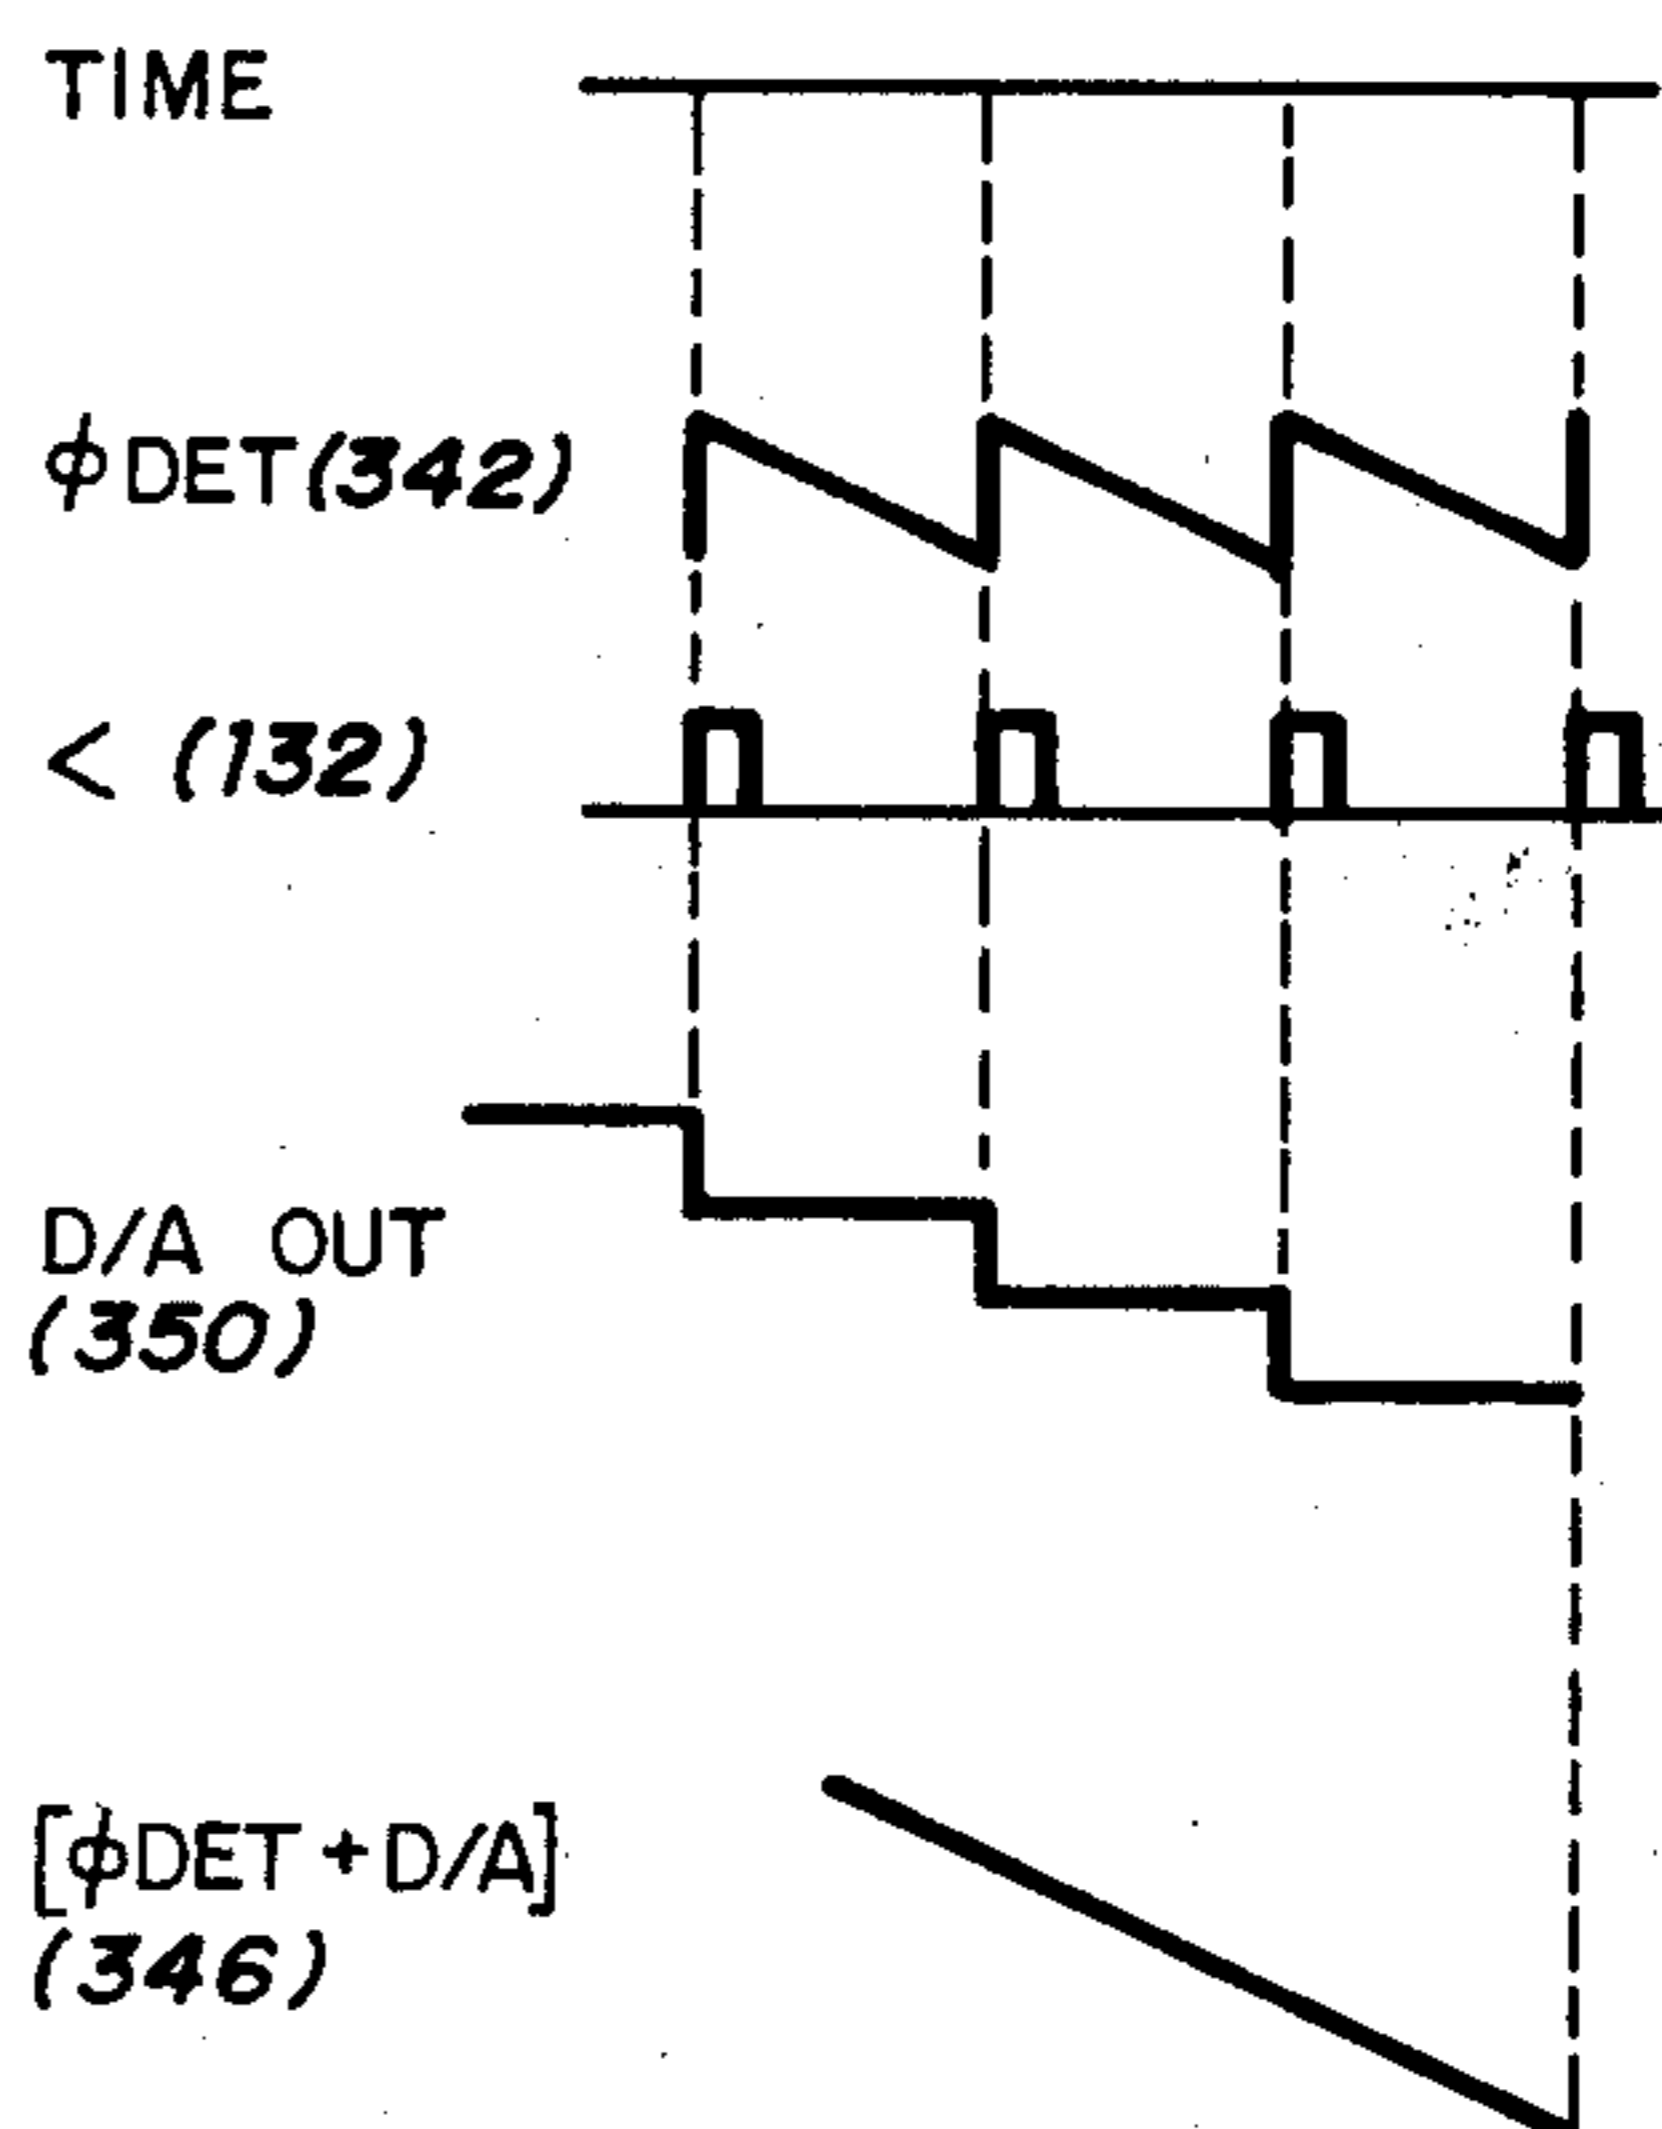 TIME
ϕDET(342)
< (132)
D/A OUT
(350)
[ϕDET+D/A]
(346)